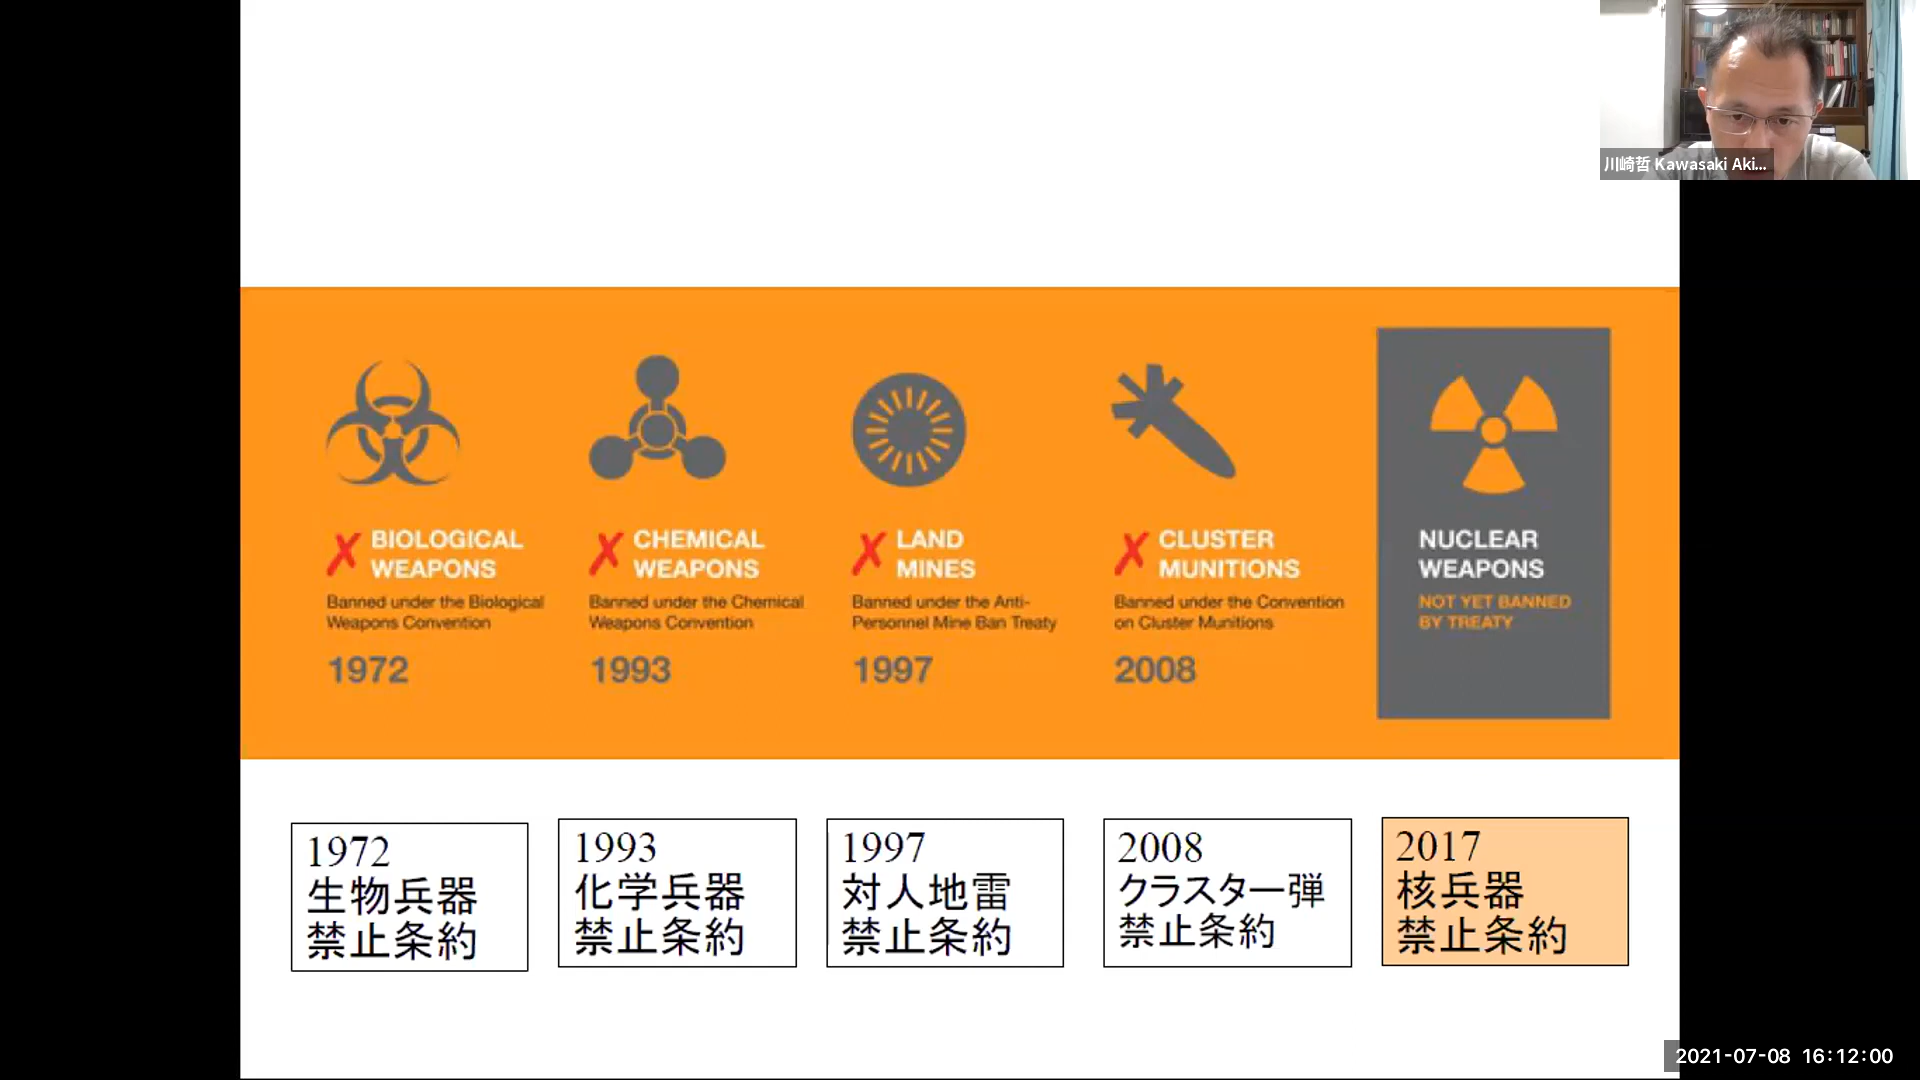 川崎哲 Kawasaki Aki...
BIOLOGICAL
WEAPONS
Banned under the Biological
Weapons Convention
1972
CHEMICAL
WEAPONS
Banned under the Chemical
Weapons Convention
1993
LAND
MINES
Banned under the Anti-
Personnel Mine Ban Treaty
1997
CLUSTER
MUNITIONS
Banned under the Convention
on Cluster Munitions
2008
NUCLEAR
WEAPONS
NOT YET BANNED
BY TREATY
1972
生物兵器
禁止条約
1993
化学兵器
禁止条約
1997
対人地雷
禁止条約
2008
クラスター弾
禁止条約
2017
核兵器
禁止条約
2021-07-08 16:12:00